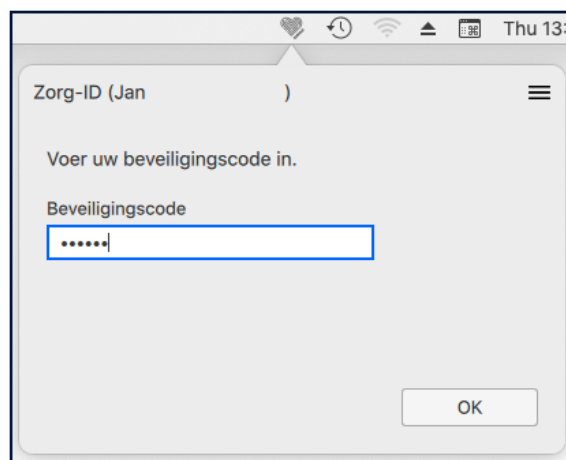 Thu 13:
Zorg-ID (Jan )
Voer uw beveiligingscode in.
Beveiligingscode
••••••
OK